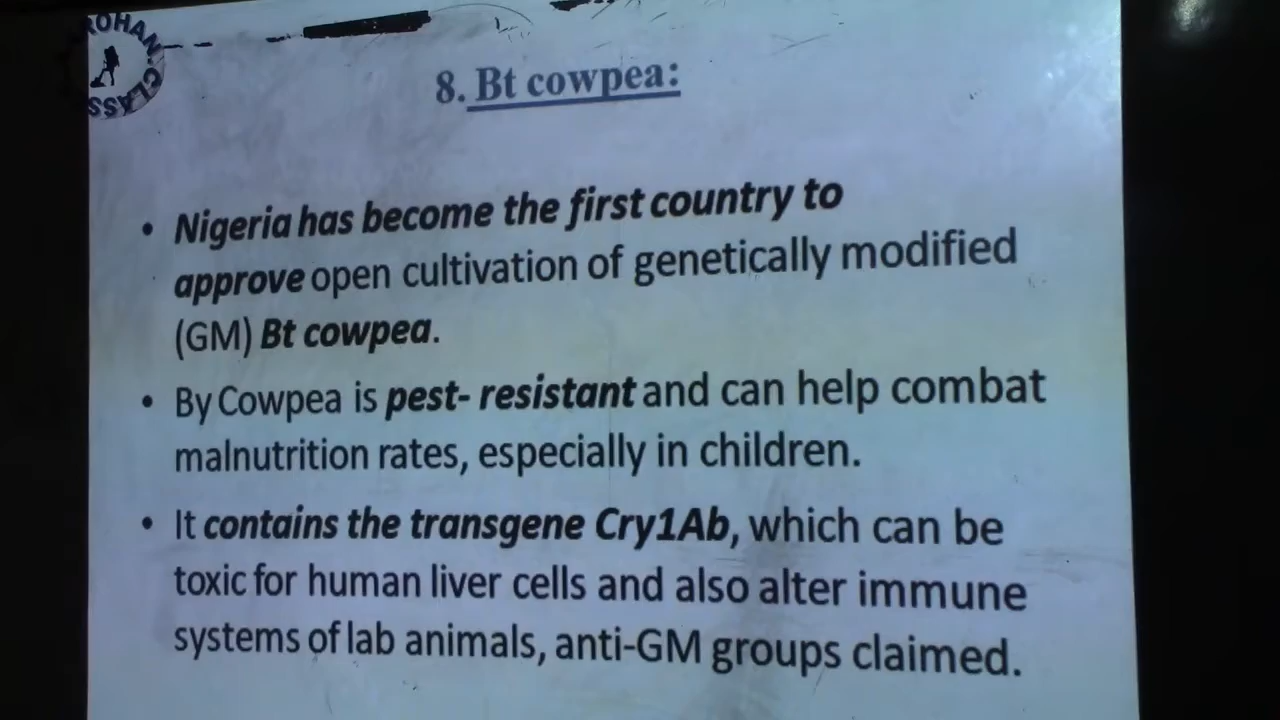 ROHAN CLASS
8. Bt cowpea:
• Nigeria has become the first country to
approve open cultivation of genetically modified
(GM) Bt cowpea.
• By Cowpea is pest- resistant and can help combat
malnutrition rates, especially in children.
• It contains the transgene Cry1Ab, which can be
toxic for human liver cells and also alter immune
systems of lab animals, anti-GM groups claimed.